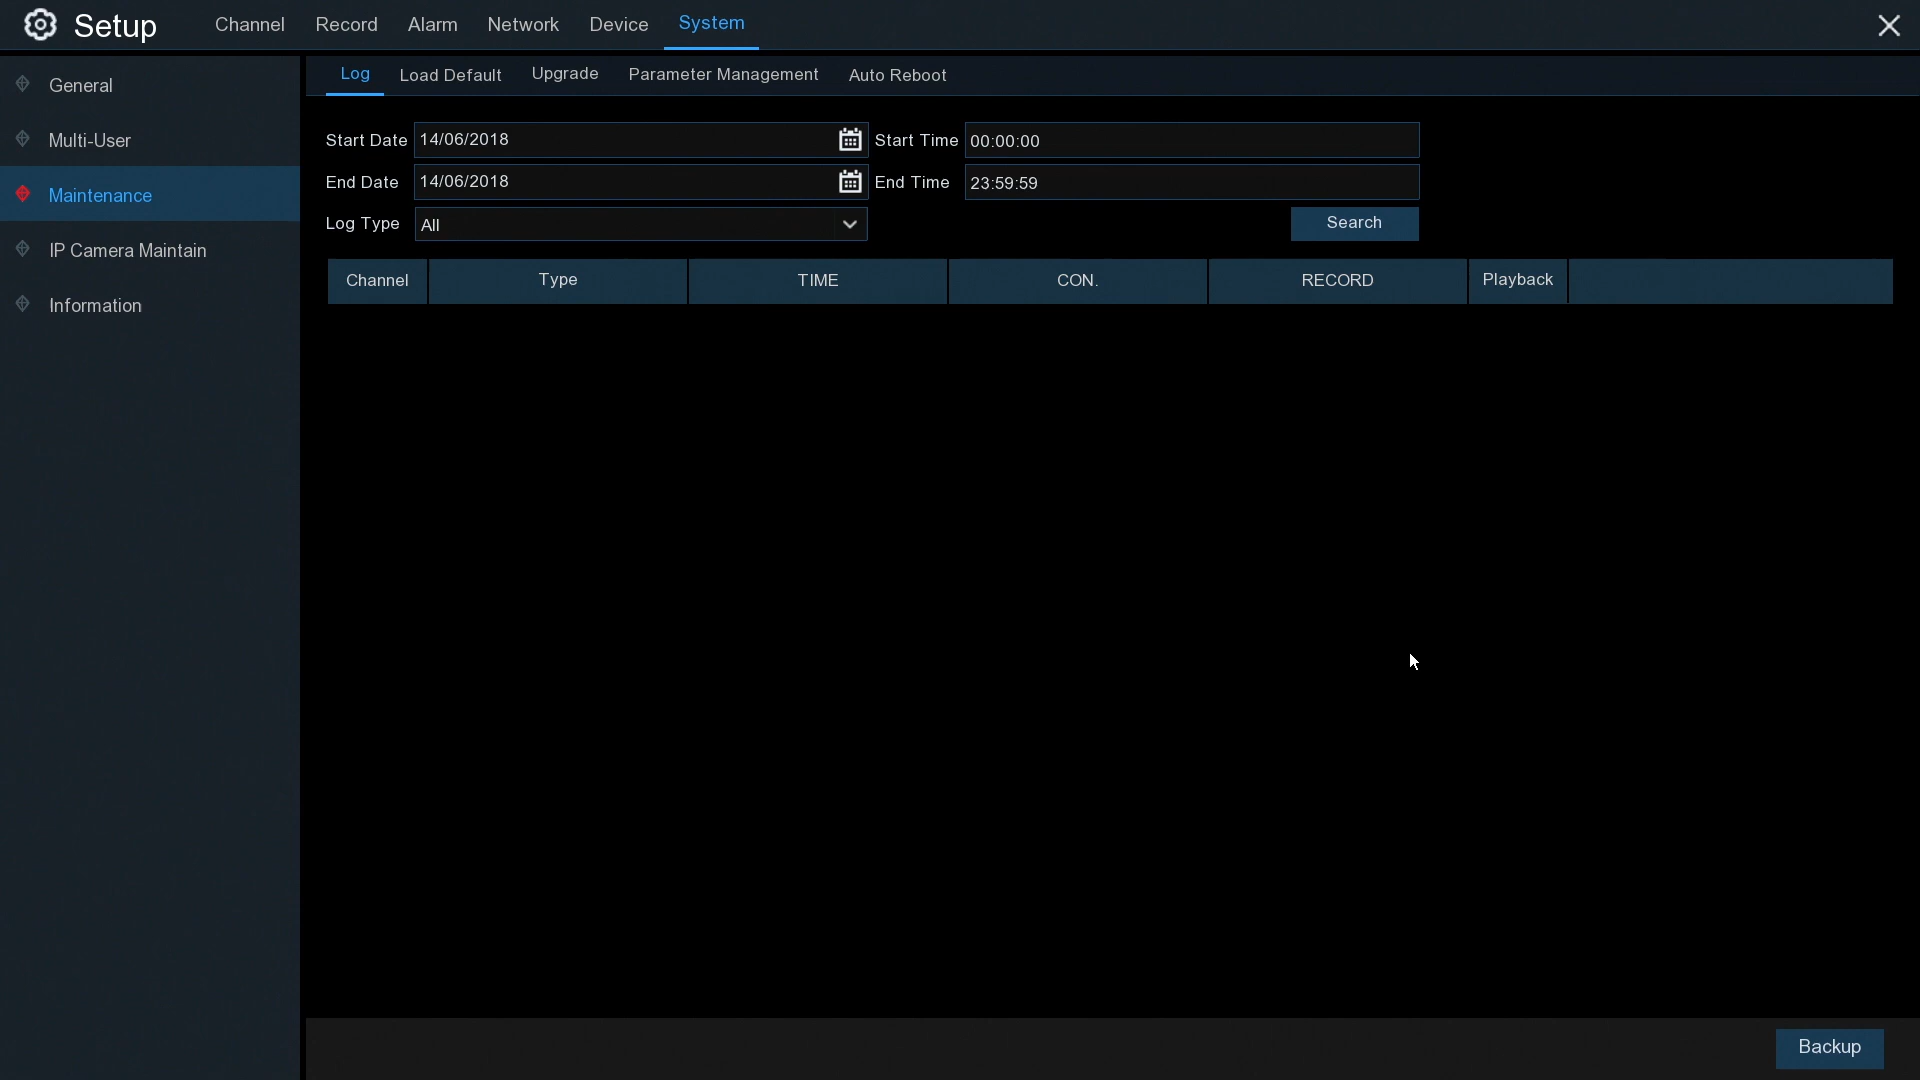 Setup Channel Record Alarm Network Device System
General
Multi-User
Maintenance
IP Camera Maintain
Information
Log Load Default Upgrade Parameter Management Auto Reboot
Start Date 14/06/2018 Start Time 00:00:00
End Date 14/06/2018 End Time 23:59:59
Log Type All Search
Channel Type TIME CON. RECORD Playback
Backup